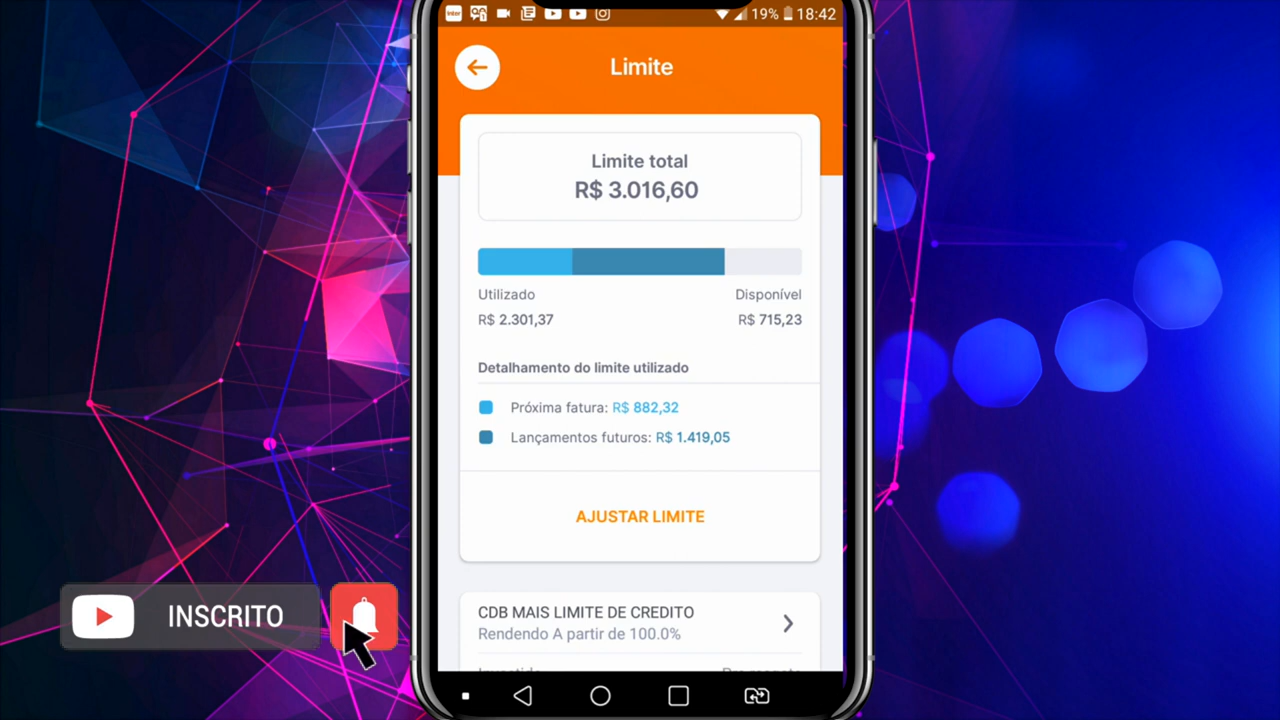 inter
19%
18:42
Limite
Limite total
R$ 3.016,60
Utilizado
Disponível
R$ 2.301,37
R$ 715,23
Detalhamento do limite utilizado
Próxima fatura: R$ 882,32
Lançamentos futuros: R$ 1.419,05
AJUSTAR LIMITE
INSCRITO
CDB MAIS LIMITE DE CREDITO
Rendendo A partir de 100.0%